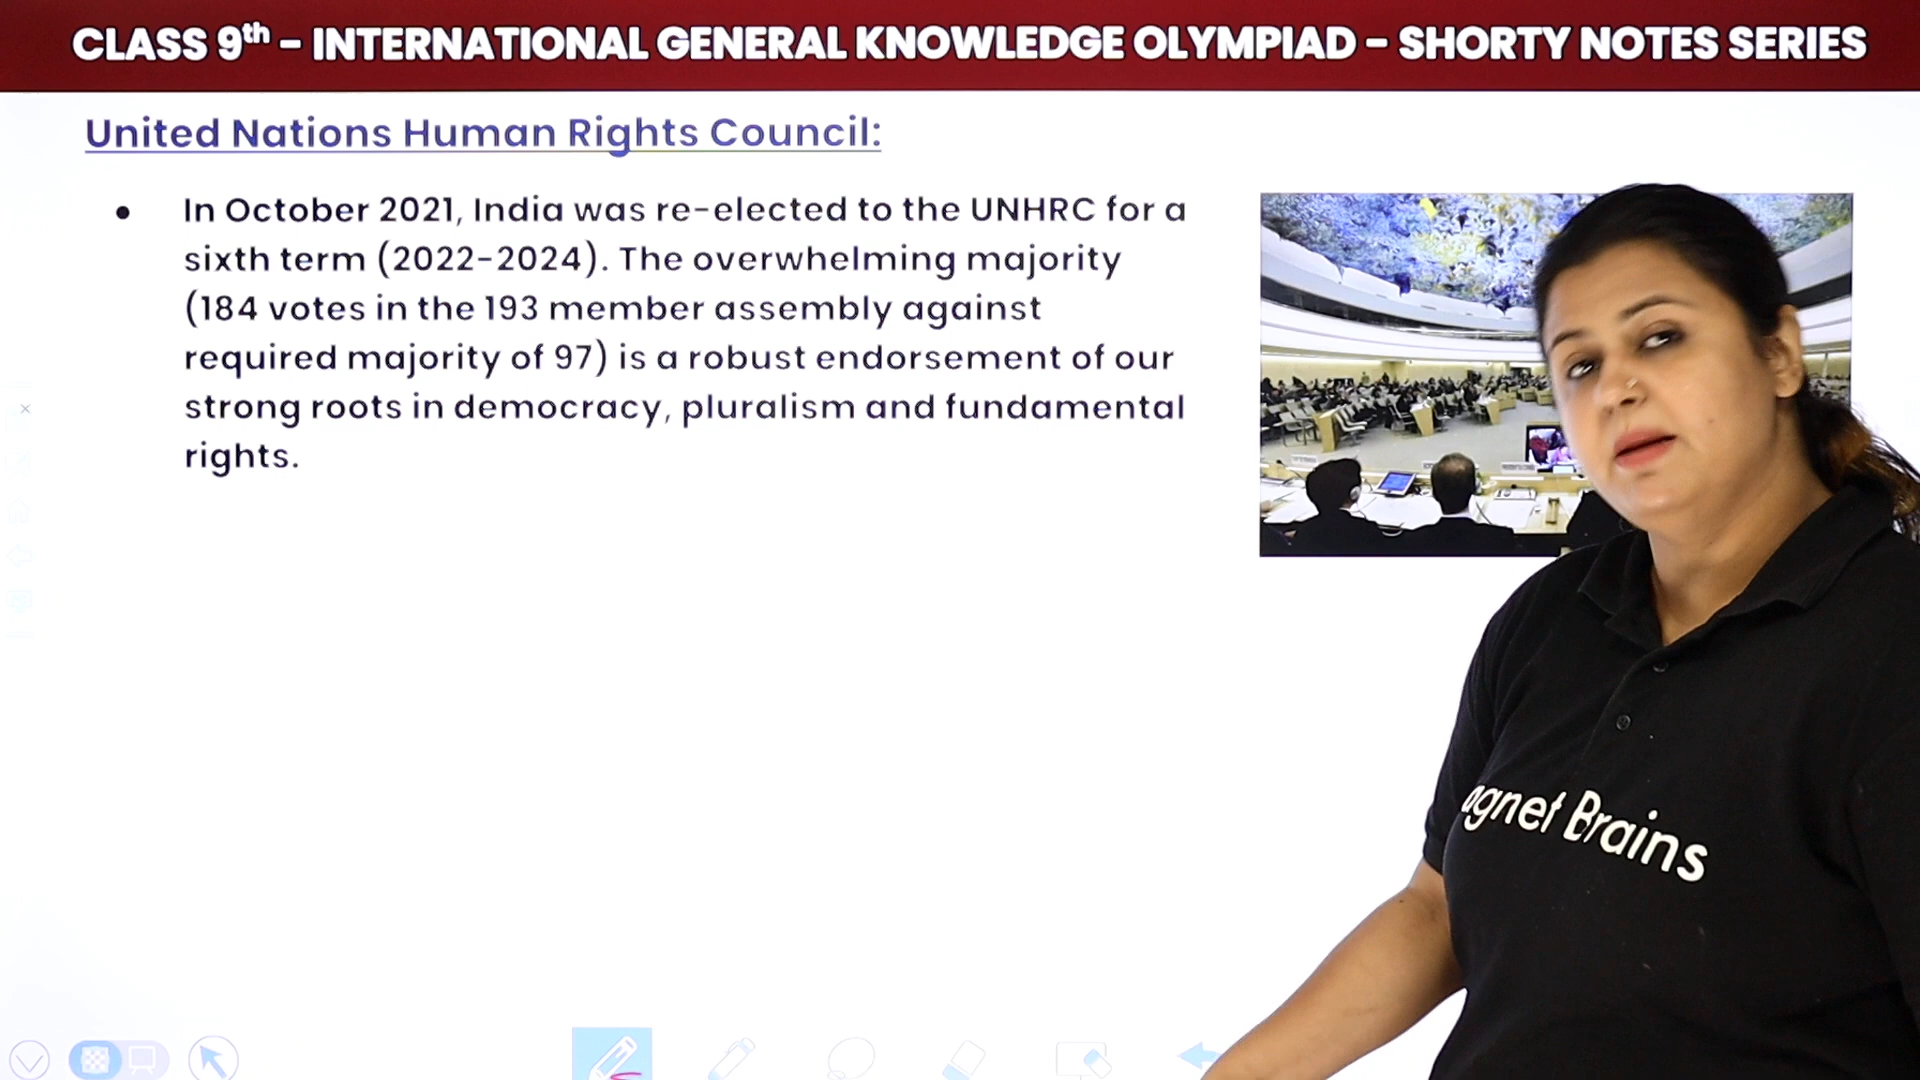 CLASS 9th – INTERNATIONAL GENERAL KNOWLEDGE OLYMPIAD – SHORTY NOTES SERIES
United Nations Human Rights Council:
• In October 2021, India was re-elected to the UNHRC for a
sixth term (2022-2024). The overwhelming majority
(184 votes in the 193 member assembly against
required majority of 97) is a robust endorsement of our
strong roots in democracy, pluralism and fundamental
rights.
agnet Brains